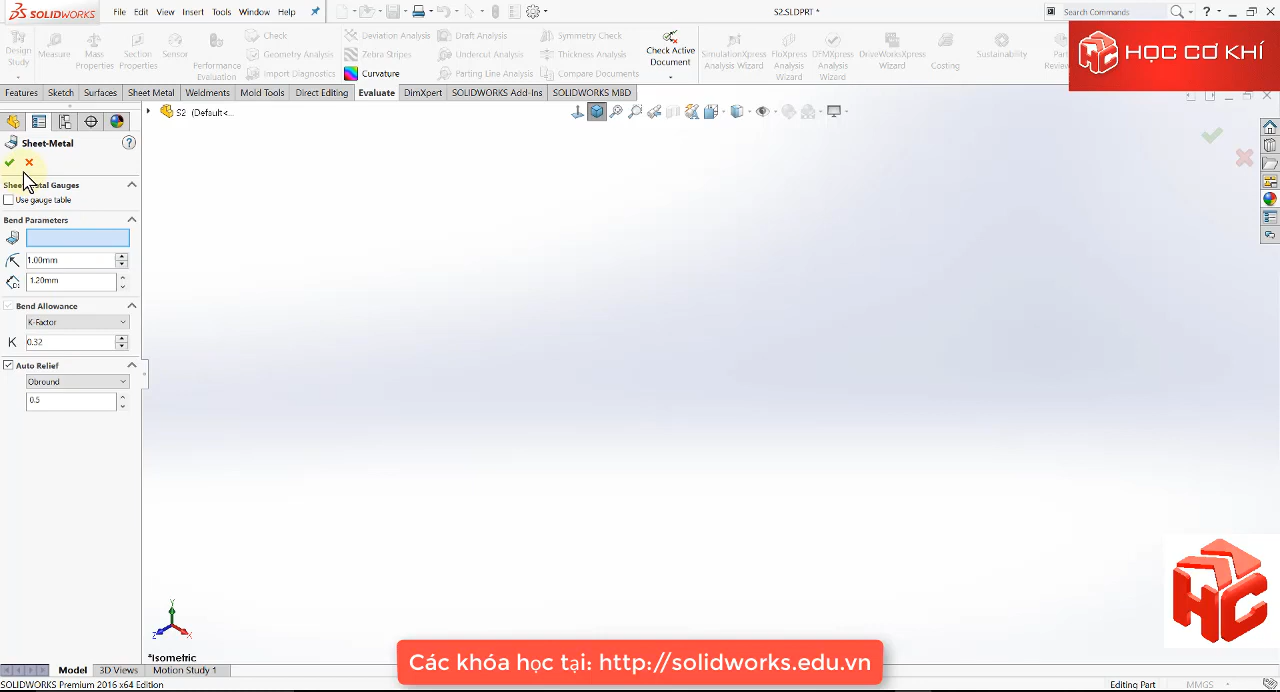 SOLIDWORKS File Edit View Insert Tools Window Help S2.SLDPRT * Search Commands
Design Study
Measure
Mass Properties
Section Properties
Sensor
Performance Evaluation
Check
Geometry Analysis
Import Diagnostics
Deviation Analysis
Zebra Stripes
Curvature
Draft Analysis
Undercut Analysis
Parting Line Analysis
Symmetry Check
Thickness Analysis
Compare Documents
Check Active Document
SimulationXpress Analysis Wizard
FloXpress Analysis Wizard
DFMXpress Analysis Wizard
DriveWorksXpress Wizard
Costing
Sustainability
HỌC CƠ KHÍ
Features Sketch Surfaces Sheet Metal Weldments Mold Tools Direct Editing Evaluate DimXpert SOLIDWORKS Add-Ins SOLIDWORKS MBD
S2 (Default<...
Sheet-Metal
Use gauge table
Bend Parameters
1.00mm
1.20mm
Bend Allowance
K-Factor
K 0.32
Auto Relief
Obround
0.5
Y
Z X
*Isometric
HC
Các khóa học tại: http://solidworks.edu.vn
Model 3D Views Motion Study 1
SOLIDWORKS Premium 2016 x64 Edition Editing Part MMGS